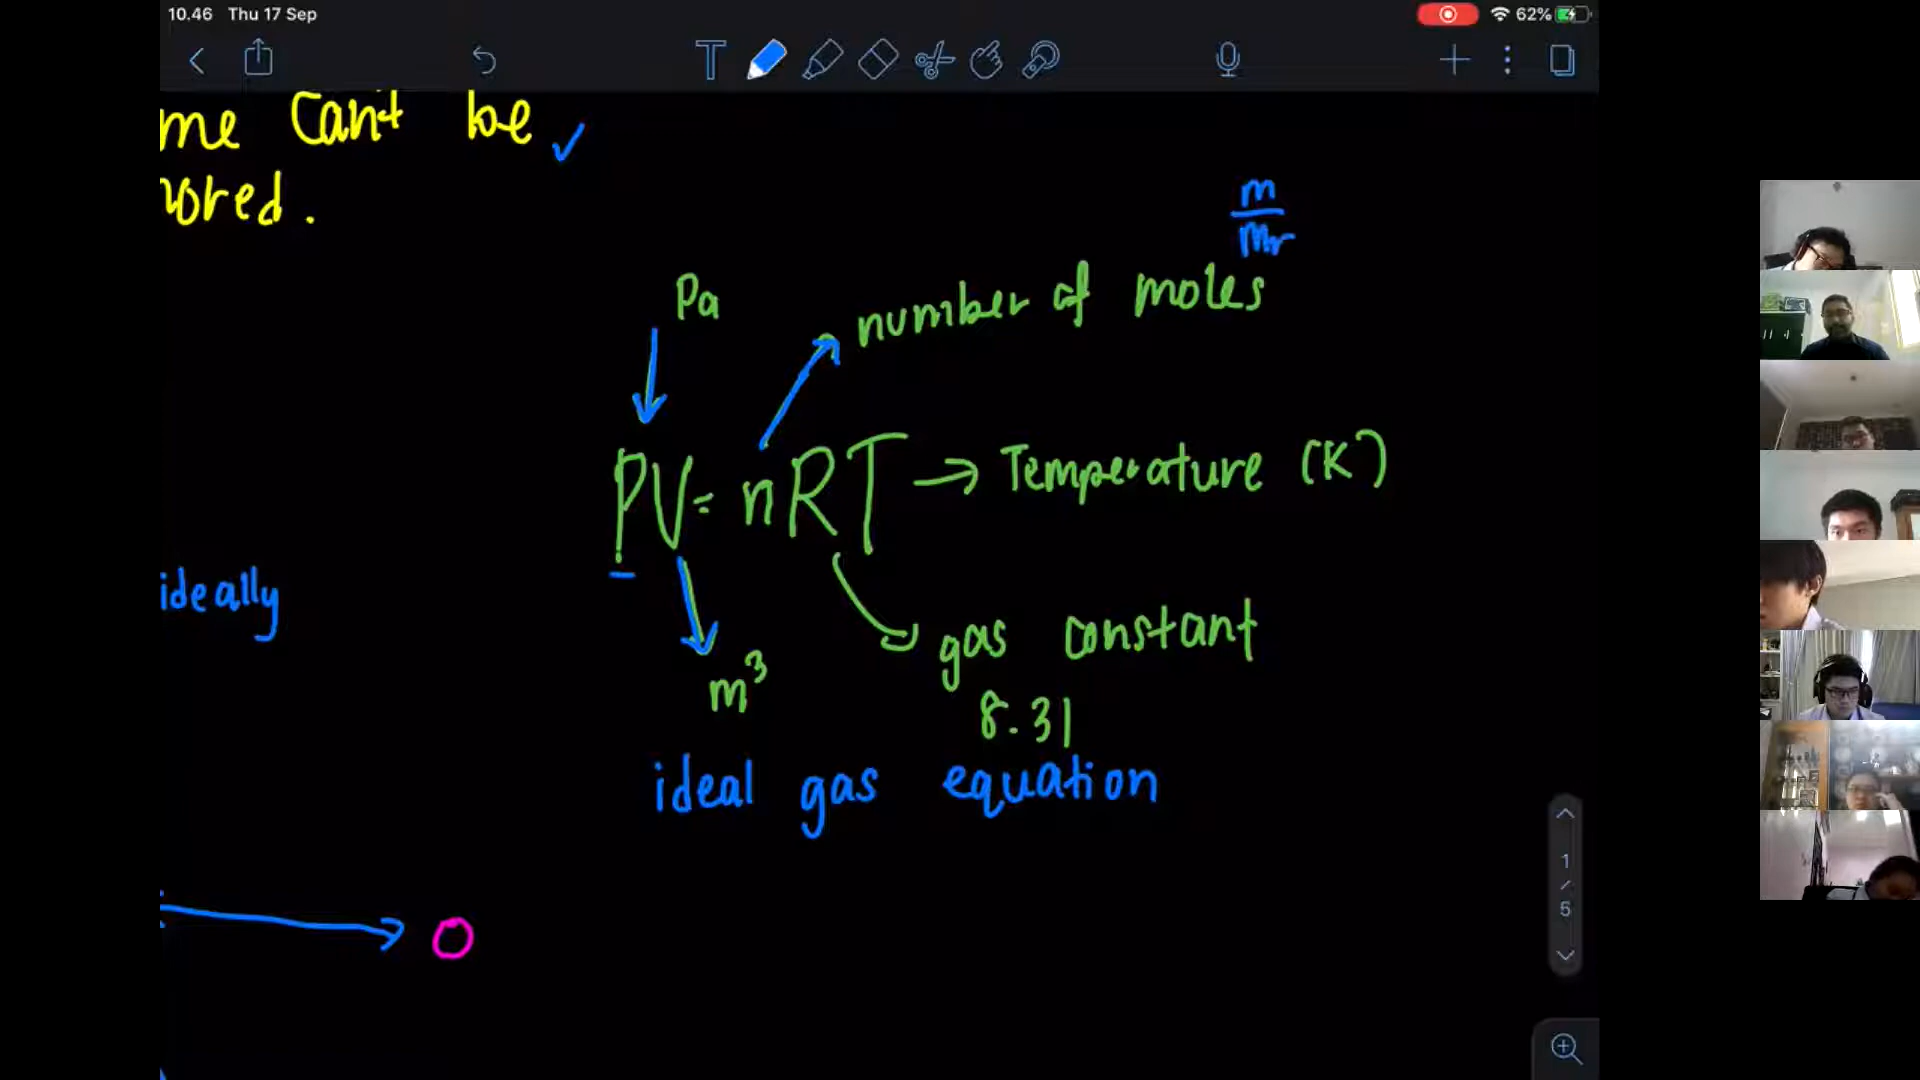 10.46 Thu 17 Sep
62%
T
me can't be
nored.
m
Mr
Pa
number of moles
PV = nRT → Temperature (K)
ideally
gas constant
m³
8.31
ideal gas equation
1
/
5